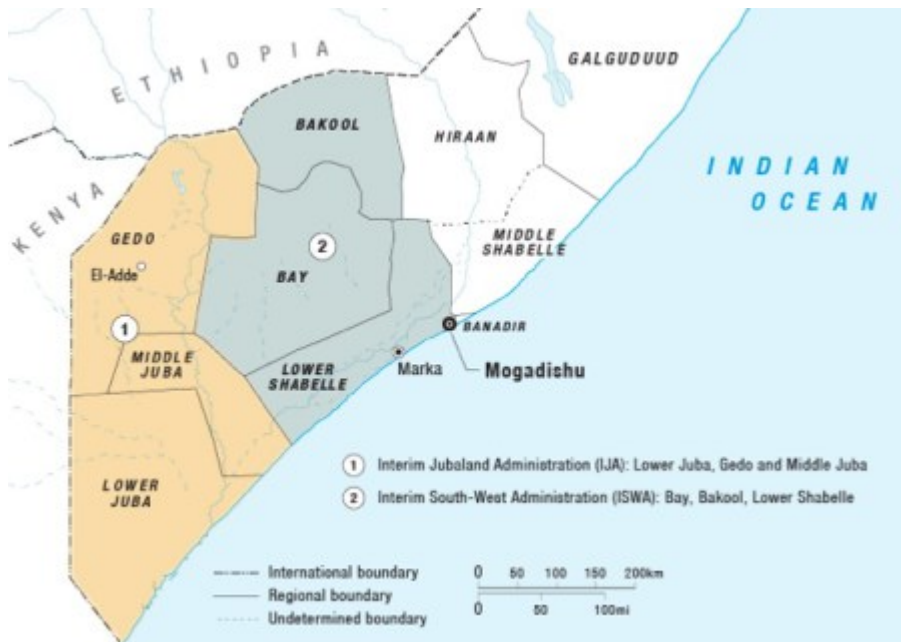 ETHIOPIA
GALGUDUUD
BAKOOL
HIRAAN
INDIAN
OCEAN
KENYA
GEDO
MIDDLE
SHABELLE
El-Adde
2
BAY
1
BANADIR
MIDDLE
JUBA
LOWER
SHABELLE
Marka
Mogadishu
LOWER
JUBA
1 Interim Jubaland Administration (IJA): Lower Juba, Gedo and Middle Juba
2 Interim South-West Administration (ISWA): Bay, Bakool, Lower Shabelle
International boundary
Regional boundary
Undetermined boundary
0 50 100 150 200km
0 50 100mi